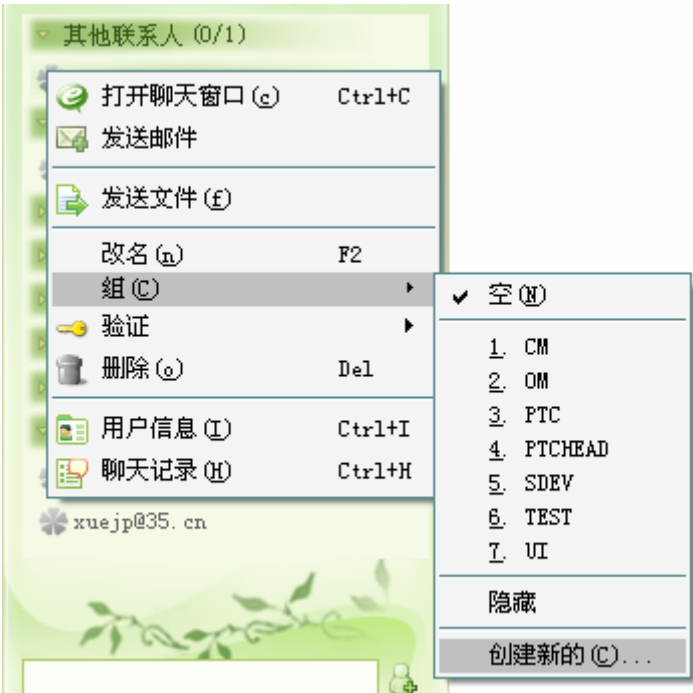 其他联系人 (0/1)
打开聊天窗口(c) Ctrl+C
发送邮件
发送文件(f)
改名(n) F2
组(C)
验证
删除(o) Del
用户信息(I) Ctrl+I
聊天记录(H) Ctrl+H
xuejp@35.cn
空(N)
1. CM
2. OM
3. PTC
4. PTCHEAD
5. SDEV
6. TEST
7. UI
隐藏
创建新的(C)...